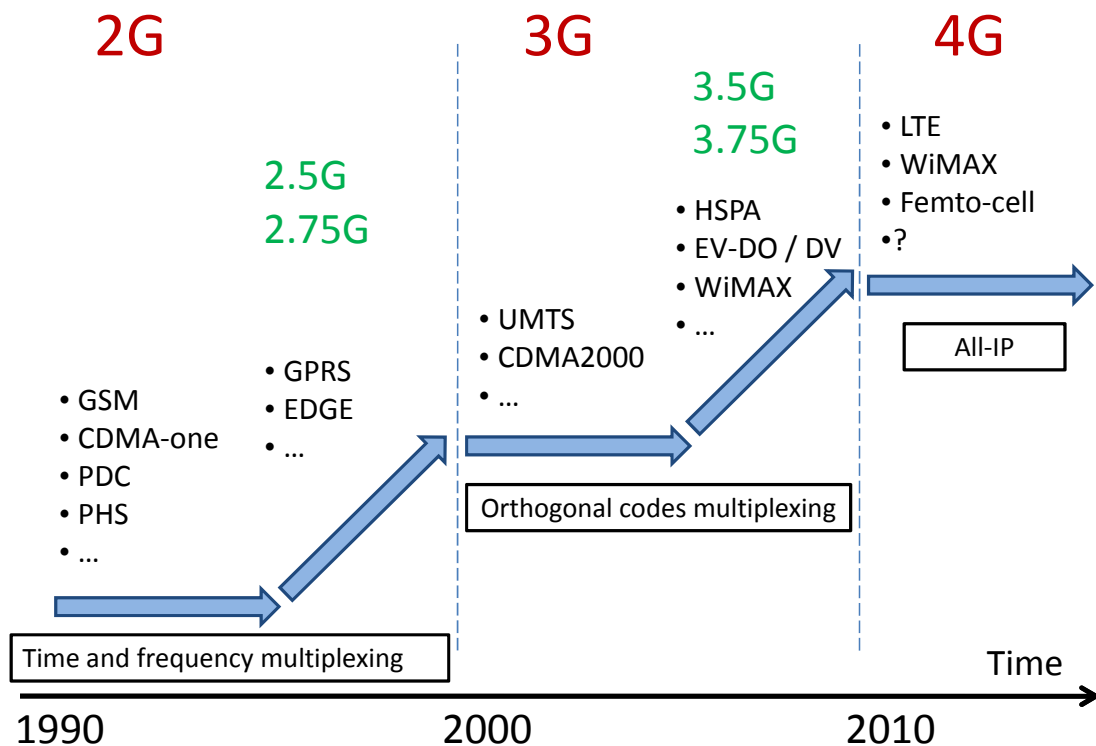 2G
3G
4G
2.5G
2.75G
3.5G
3.75G
• GSM
• CDMA-one
• PDC
• PHS
• ...
• GPRS
• EDGE
• ...
• UMTS
• CDMA2000
• ...
• HSPA
• EV-DO / DV
• WiMAX
• ...
• LTE
• WiMAX
• Femto-cell
•?
Time and frequency multiplexing
Orthogonal codes multiplexing
All-IP
Time
1990
2000
2010